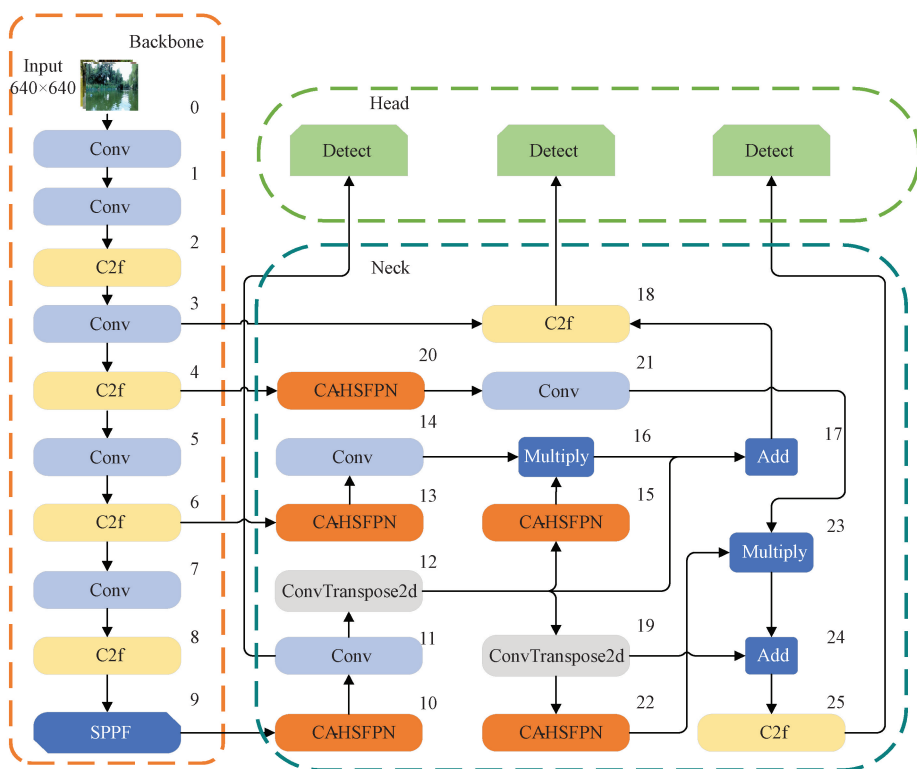 Backbone
Input
640×640
0
Conv
1
Conv
2
C2f
3
Conv
4
C2f
5
Conv
6
C2f
7
Conv
8
C2f
9
SPPF
Head
Detect
Detect
Detect
Neck
18
C2f
20
CAHSFPN
21
Conv
14
Conv
16
Multiply
17
Add
13
CAHSFPN
15
CAHSFPN
23
Multiply
12
ConvTranspose2d
11
Conv
19
ConvTranspose2d
24
Add
10
CAHSFPN
22
CAHSFPN
25
C2f